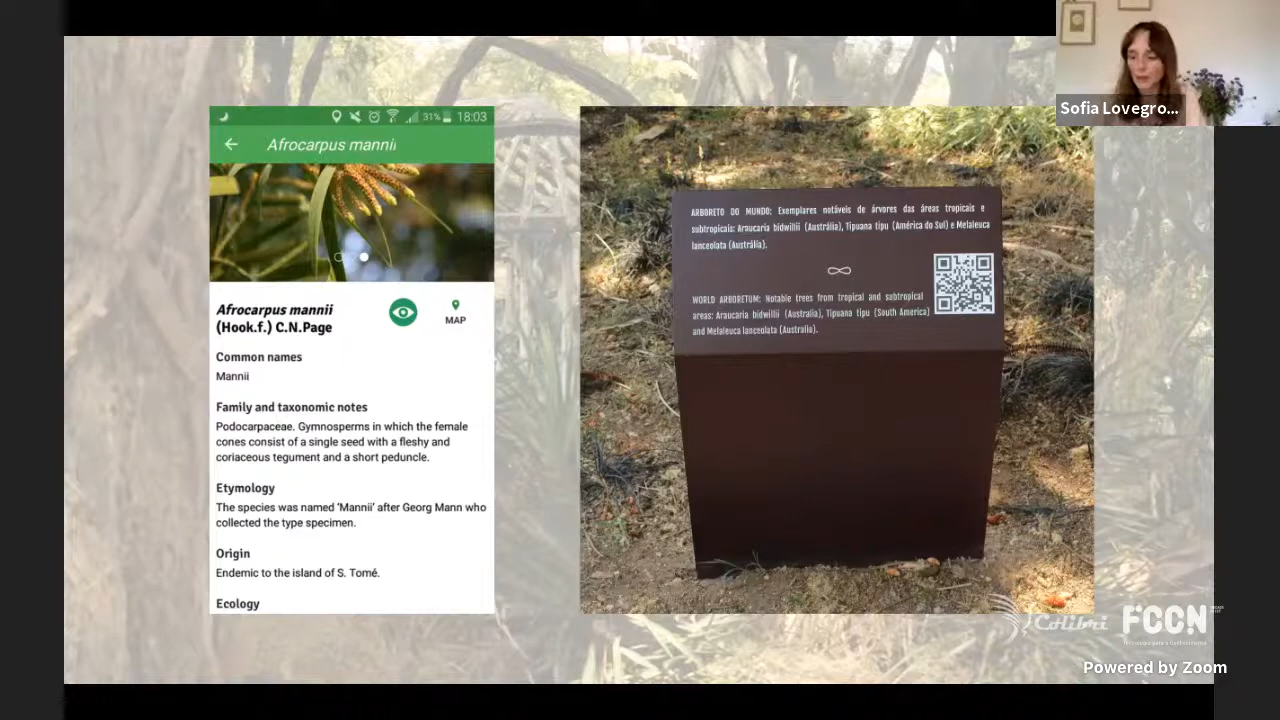 Sofia Lovegro...
31%
18:03
Afrocarpus mannii
Afrocarpus mannii
(Hook.f.) C.N.Page
MAP
Common names
Mannii
Family and taxonomic notes
Podocarpaceae. Gymnosperms in which the female
cones consist of a single seed with a fleshy and
coriaceous tegument and a short peduncle.
Etymology
The species was named 'Mannii' after Georg Mann who
collected the type specimen.
Origin
Endemic to the island of S. Tomé.
Ecology
ARBORETO DO MUNDO: Exemplares notáveis de árvores das áreas tropicais e
subtropicais: Araucaria bidwillii (Austrália), Tipuana tipu (América do Sul) e Melaleuca
lanceolata (Austrália).
WORLD ARBORETUM: Notable trees from tropical and subtropical
areas: Araucaria bidwillii (Australia), Tipuana tipu (South America)
and Melaleuca lanceolata (Australia).
Colibri
FCCN
Powered by Zoom